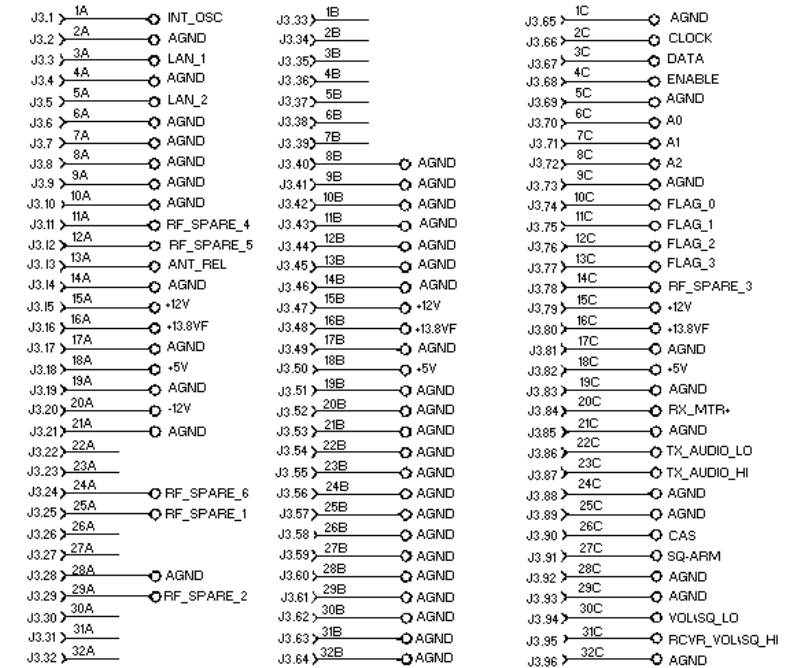 J3.1 1A INT_OSC
J3.2 2A AGND
J3.3 3A LAN_1
J3.4 4A AGND
J3.5 5A LAN_2
J3.6 6A AGND
J3.7 7A AGND
J3.8 8A AGND
J3.9 9A AGND
J3.10 10A AGND
J3.11 11A RF_SPARE_4
J3.12 12A RF_SPARE_5
J3.13 13A ANT_REL
J3.14 14A AGND
J3.15 15A +12V
J3.16 16A +13.8VF
J3.17 17A AGND
J3.18 18A +5V
J3.19 19A AGND
J3.20 20A -12V
J3.21 21A AGND
J3.22 22A
J3.23 23A
J3.24 24A RF_SPARE_6
J3.25 25A RF_SPARE_1
J3.26 26A
J3.27 27A
J3.28 28A AGND
J3.29 29A RF_SPARE_2
J3.30 30A
J3.31 31A
J3.32 32A
J3.33 1B
J3.34 2B
J3.35 3B
J3.36 4B
J3.37 5B
J3.38 6B
J3.39 7B
J3.40 8B AGND
J3.41 9B AGND
J3.42 10B AGND
J3.43 11B AGND
J3.44 12B AGND
J3.45 13B AGND
J3.46 14B AGND
J3.47 15B +12V
J3.48 16B +13.8VF
J3.49 17B AGND
J3.50 18B +5V
J3.51 19B AGND
J3.52 20B AGND
J3.53 21B AGND
J3.54 22B AGND
J3.55 23B AGND
J3.56 24B AGND
J3.57 25B AGND
J3.58 26B AGND
J3.59 27B AGND
J3.60 28B AGND
J3.61 29B AGND
J3.62 30B AGND
J3.63 31B AGND
J3.64 32B AGND
J3.65 1C AGND
J3.66 2C CLOCK
J3.67 3C DATA
J3.68 4C ENABLE
J3.69 5C AGND
J3.70 6C A0
J3.71 7C A1
J3.72 8C A2
J3.73 9C AGND
J3.74 10C FLAG_0
J3.75 11C FLAG_1
J3.76 12C FLAG_2
J3.77 13C FLAG_3
J3.78 14C RF_SPARE_3
J3.79 15C +12V
J3.80 16C +13.8VF
J3.81 17C AGND
J3.82 18C +5V
J3.83 19C AGND
J3.84 20C RX_MTR+
J3.85 21C AGND
J3.86 22C TX_AUDIO_LO
J3.87 23C TX_AUDIO_HI
J3.88 24C AGND
J3.89 25C AGND
J3.90 26C CAS
J3.91 27C SQ-ARM
J3.92 28C AGND
J3.93 29C AGND
J3.94 30C VOL\SQ_LO
J3.95 31C RCVR_VOL\SQ_HI
J3.96 32C AGND